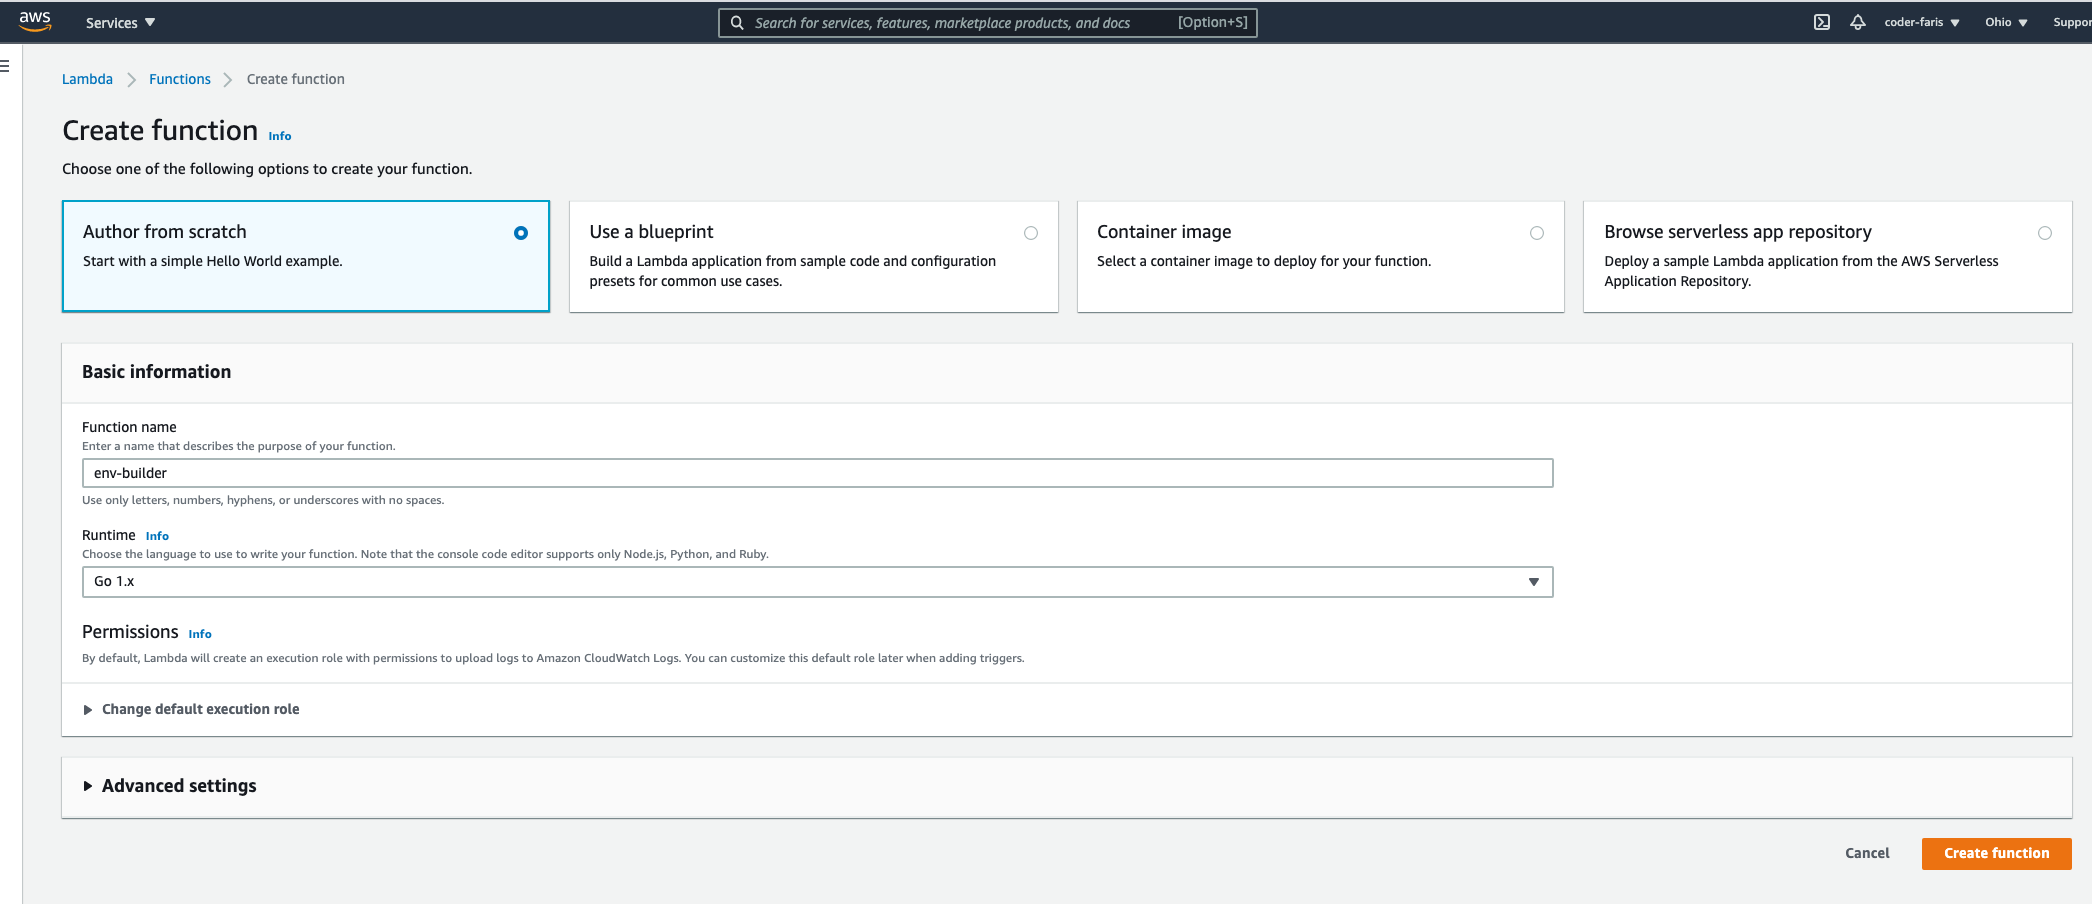 aws Services Search for services, features, marketplace products, and docs [Option+S] coder-faris Ohio Suppor
Lambda Functions Create function
Create function Info
Choose one of the following options to create your function.
Author from scratch
Start with a simple Hello World example.
Use a blueprint
Build a Lambda application from sample code and configuration
presets for common use cases.
Container image
Select a container image to deploy for your function.
Browse serverless app repository
Deploy a sample Lambda application from the AWS Serverless
Application Repository.
Basic information
Function name
Enter a name that describes the purpose of your function.
env-builder
Use only letters, numbers, hyphens, or underscores with no spaces.
Runtime Info
Choose the language to use to write your function. Note that the console code editor supports only Node.js, Python, and Ruby.
Go 1.x
Permissions Info
By default, Lambda will create an execution role with permissions to upload logs to Amazon CloudWatch Logs. You can customize this default role later when adding triggers.
Change default execution role
Advanced settings
Cancel Create function